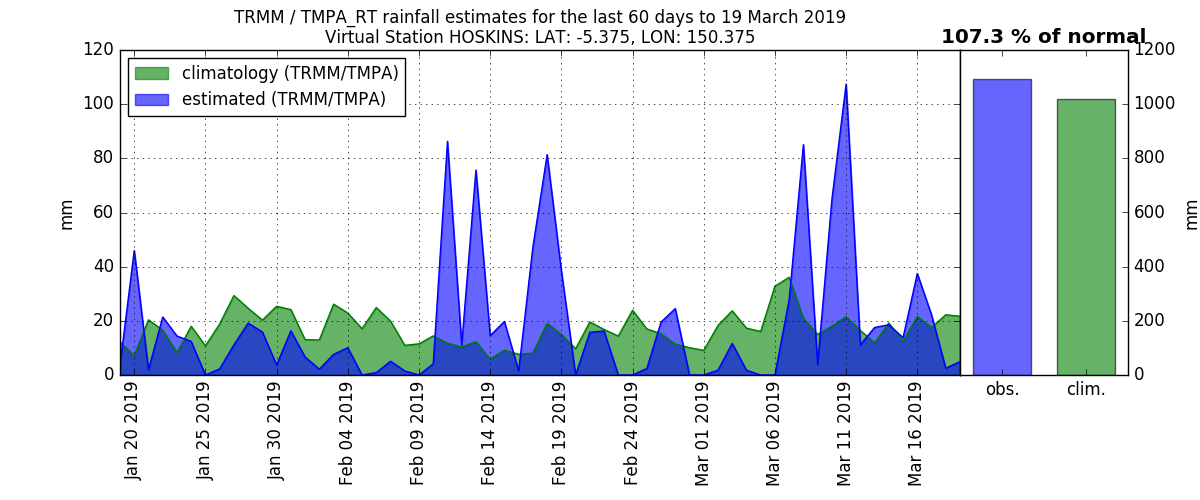 TRMM / TMPA_RT rainfall estimates for the last 60 days to 19 March 2019
Virtual Station HOSKINS: LAT: -5.375, LON: 150.375
107.3 % of normal
climatology (TRMM/TMPA)
estimated (TRMM/TMPA)
120
100
80
60
40
20
0
mm
1200
1000
800
600
400
200
0
mm
Jan 20 2019
Jan 25 2019
Jan 30 2019
Feb 04 2019
Feb 09 2019
Feb 14 2019
Feb 19 2019
Feb 24 2019
Mar 01 2019
Mar 06 2019
Mar 11 2019
Mar 16 2019
obs.
clim.